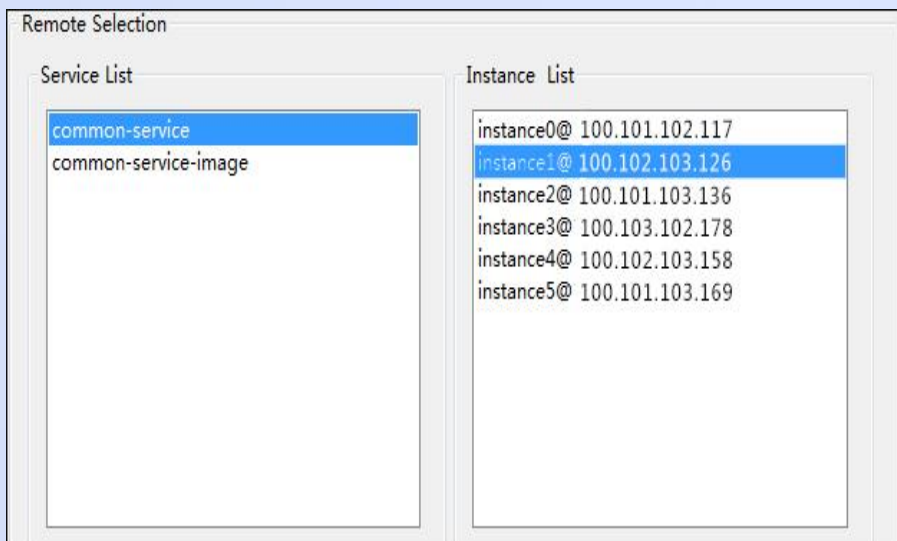 Remote Selection
Service List
common-service
common-service-image
Instance List
instance0@ 100.101.102.117
instance1@ 100.102.103.126
instance2@ 100.101.103.136
instance3@ 100.103.102.178
instance4@ 100.102.103.158
instance5@ 100.101.103.169